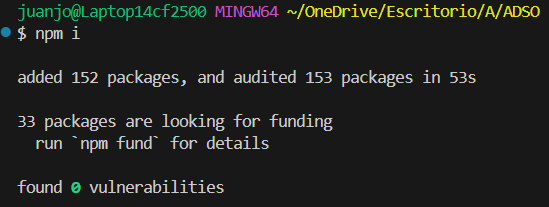 juanjo@Laptop14cf2500 MINGW64 ~/OneDrive/Escritorio/A/ADSO
$ npm i
added 152 packages, and audited 153 packages in 53s
33 packages are looking for funding
run `npm fund` for details
found 0 vulnerabilities